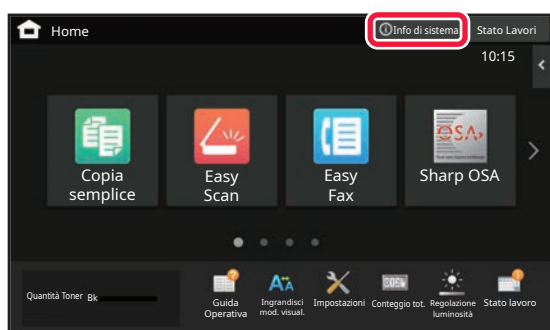 Home
Info di sistema
Stato Lavori
10:15
Copia
semplice
Easy
Scan
Easy
Fax
OSA
Sharp OSA
Quantità Toner Bk
Guida
Operativa
Ingrandisci
mod. visual.
Impostazioni
Conteggio tot.
Regolazione
luminosità
Stato lavoro